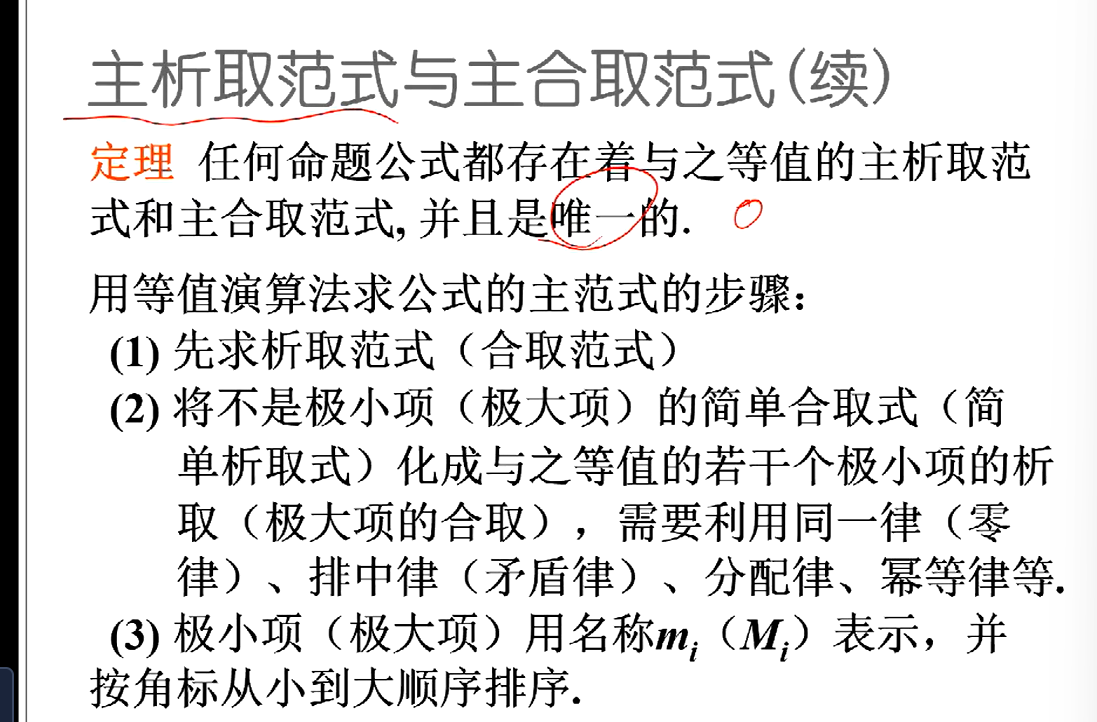 主析取范式与主合取范式(续)
定理 任何命题公式都存在着与之等值的主析取范
式和主合取范式, 并且是唯一的.
用等值演算法求公式的主范式的步骤：
(1) 先求析取范式（合取范式）
(2) 将不是极小项（极大项）的简单合取式（简
单析取式）化成与之等值的若干个极小项的析
取（极大项的合取），需要利用同一律（零
律）、排中律（矛盾律）、分配律、幂等律等.
(3) 极小项（极大项）用名称mi（Mi）表示，并
按角标从小到大顺序排序.